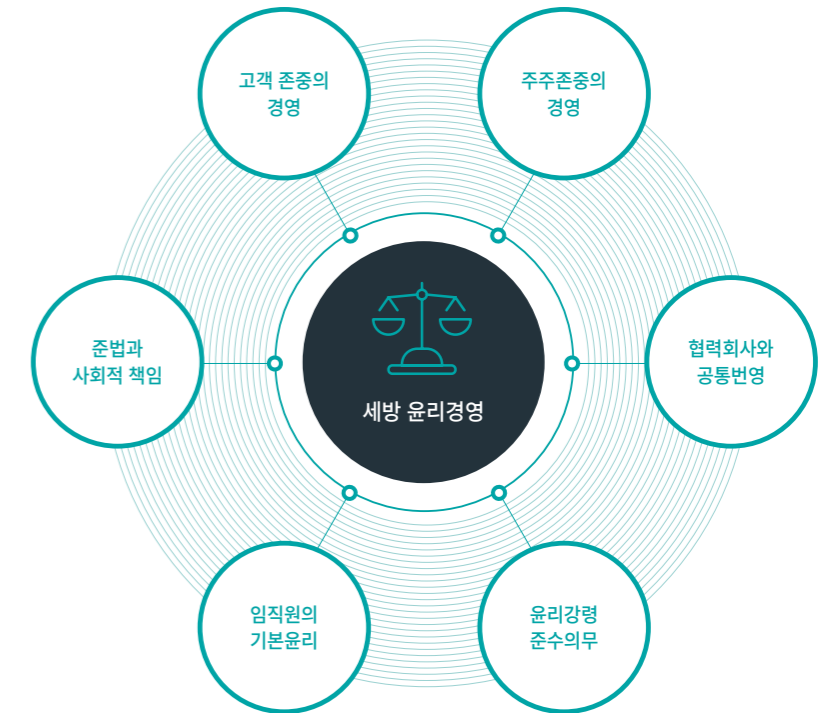 고객 존중의
경영
주주존중의
경영
준법과
사회적 책임
세방 윤리경영
협력회사와
공통번영
임직원의
기본윤리
윤리강령
준수의무